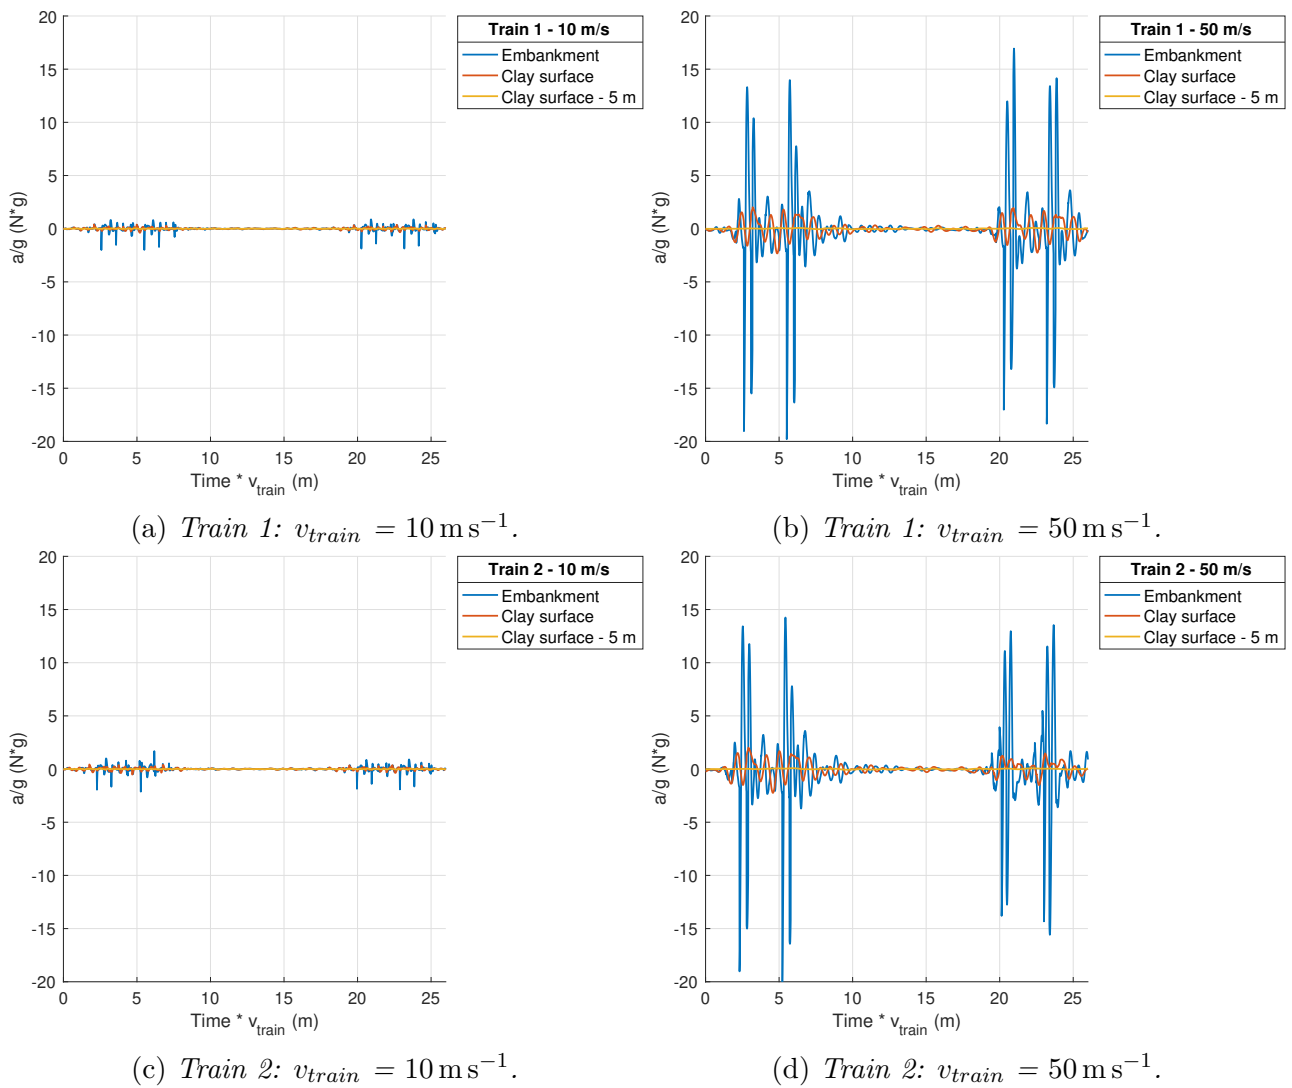 20
15
10
5
0
-5
-10
-15
-20
a/g (N*g)
0 5 10 15 20 25
Time * v_train (m)
Train 1 - 10 m/s
Embankment
Clay surface
Clay surface - 5 m
(a) Train 1: v_train = 10 m s⁻¹.
20
15
10
5
0
-5
-10
-15
-20
a/g (N*g)
0 5 10 15 20 25
Time * v_train (m)
Train 1 - 50 m/s
Embankment
Clay surface
Clay surface - 5 m
(b) Train 1: v_train = 50 m s⁻¹.
20
15
10
5
0
-5
-10
-15
-20
a/g (N*g)
0 5 10 15 20 25
Time * v_train (m)
Train 2 - 10 m/s
Embankment
Clay surface
Clay surface - 5 m
(c) Train 2: v_train = 10 m s⁻¹.
20
15
10
5
0
-5
-10
-15
-20
a/g (N*g)
0 5 10 15 20 25
Time * v_train (m)
Train 2 - 50 m/s
Embankment
Clay surface
Clay surface - 5 m
(d) Train 2: v_train = 50 m s⁻¹.